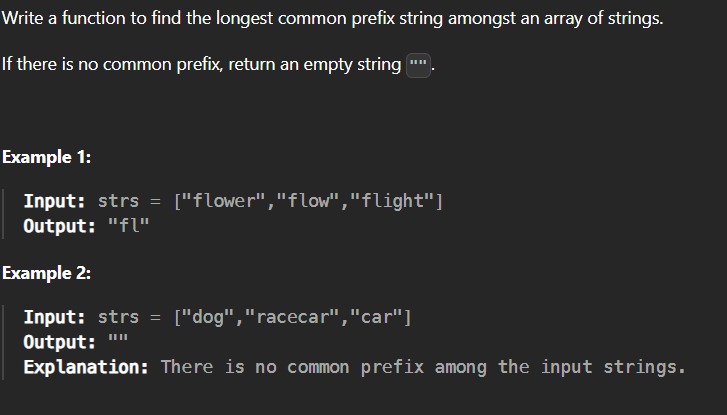 Write a function to find the longest common prefix string amongst an array of strings.
If there is no common prefix, return an empty string "".
Example 1:
Input: strs = ["flower","flow","flight"]
Output: "fl"
Example 2:
Input: strs = ["dog","racecar","car"]
Output: ""
Explanation: There is no common prefix among the input strings.